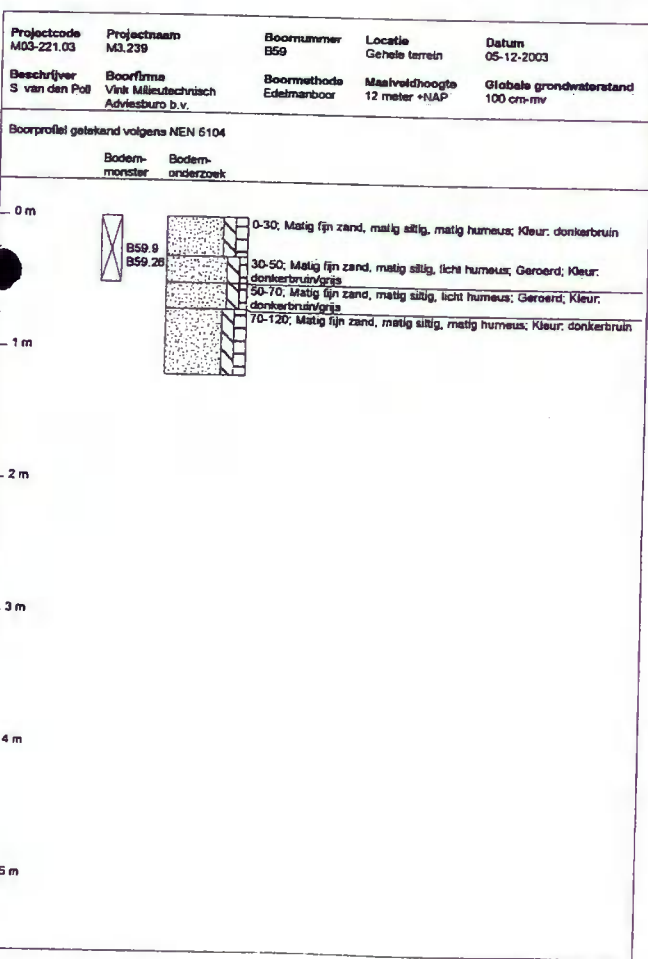 Projectcode Projectnaam Boornummer Locatie Datum
M03-221.03 M3.239 B59 Gehele terrein 05-12-2003
Beschrijver Boorfirma Boormethode Maaiveldhoogte Globale grondwaterstand
S van den Poll Vink Milieutechnisch Adviesburo b.v. Edelmanboor 12 meter +NAP 100 cm-mv
Boorprofiel getekend volgens NEN 5104
Bodem-monster Bodem-onderzoek
0 m
B59.9
B59.26
0-30; Matig fijn zand, matig siltig, matig humeus; Kleur: donkerbruin
30-50; Matig fijn zand, matig siltig, licht humeus; Geroerd; Kleur:
donkerbruin/grijs
50-70; Matig fijn zand, matig siltig, licht humeus; Geroerd; Kleur:
donkerbruin/grijs
70-120; Matig fijn zand, matig siltig, matig humeus; Kleur: donkerbruin
1 m
2 m
3 m
4 m
5 m